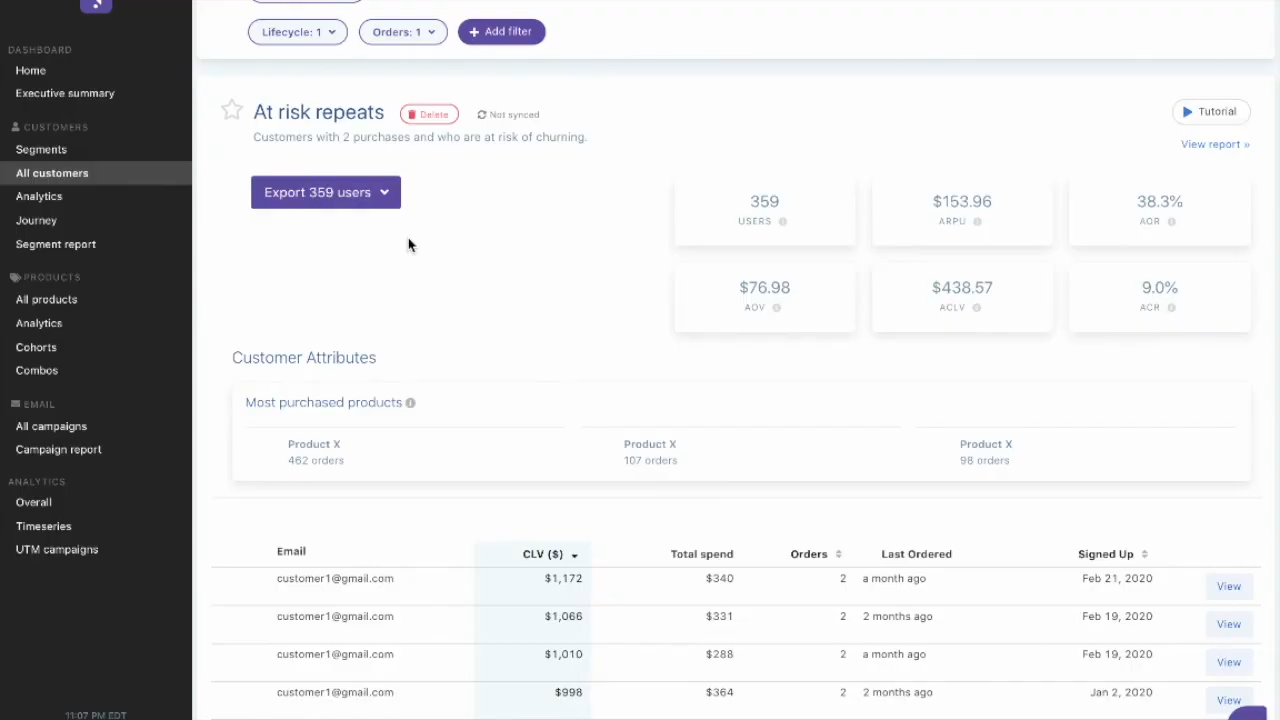 DASHBOARD
Home
Executive summary
CUSTOMERS
Segments
All customers
Analytics
Journey
Segment report
PRODUCTS
All products
Analytics
Cohorts
Combos
EMAIL
All campaigns
Campaign report
ANALYTICS
Overall
Timeseries
UTM campaigns
11:07 PM EDT
Lifecycle: 1
Orders: 1
Add filter
At risk repeats
Delete
Not synced
Tutorial
Customers with 2 purchases and who are at risk of churning.
View report »
Export 359 users
359 $153.96 38.3%
USERS ARPU AOR
$76.98 $438.57 9.0%
AOV ACLV ACR
Customer Attributes
Most purchased products
Product X Product X Product X
462 orders 107 orders 98 orders
Email CLV ($) Total spend Orders Last Ordered Signed Up
customer1@gmail.com $1,172 $340 2 a month ago Feb 21, 2020 View
customer1@gmail.com $1,066 $331 2 2 months ago Feb 19, 2020 View
customer1@gmail.com $1,010 $288 2 a month ago Feb 19, 2020 View
customer1@gmail.com $998 $364 2 2 months ago Jan 2, 2020 View